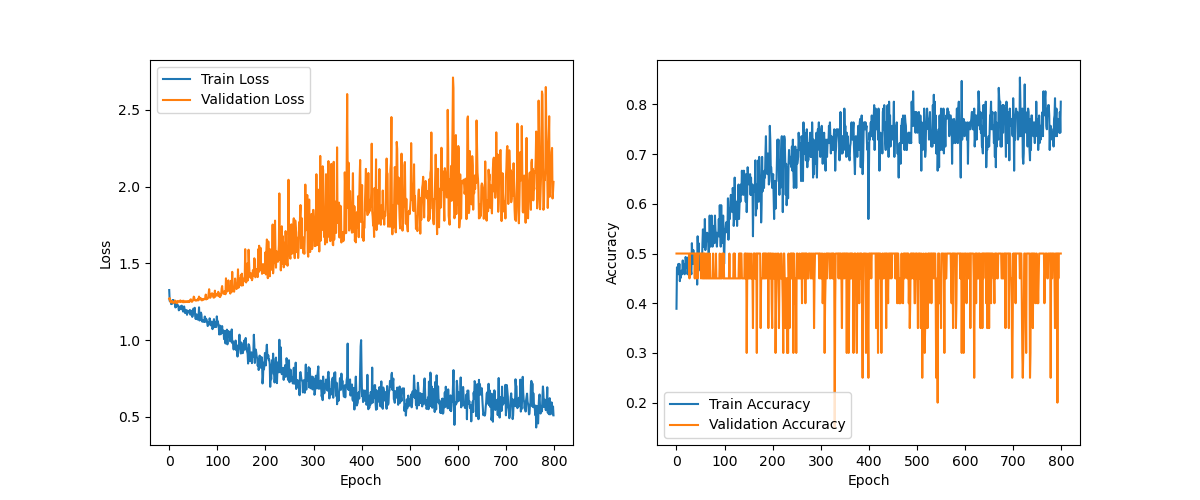 Train Loss
Validation Loss
2.5
2.0
1.5
1.0
0.5
Loss
0 100 200 300 400 500 600 700 800
Epoch
0.8
0.7
0.6
0.5
0.4
0.3
0.2
Accuracy
Train Accuracy
Validation Accuracy
0 100 200 300 400 500 600 700 800
Epoch